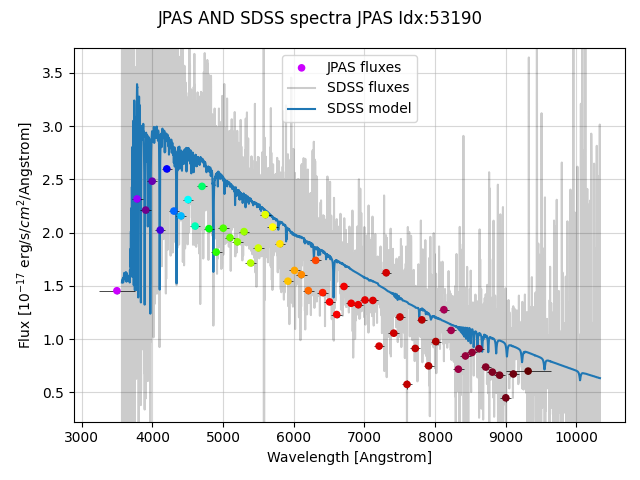 JPAS AND SDSS spectra JPAS Idx:53190
JPAS fluxes
SDSS fluxes
SDSS model
Flux [10⁻¹⁷ erg/s/cm²/Angstrom]
3.5
3.0
2.5
2.0
1.5
1.0
0.5
3000 4000 5000 6000 7000 8000 9000 10000
Wavelength [Angstrom]